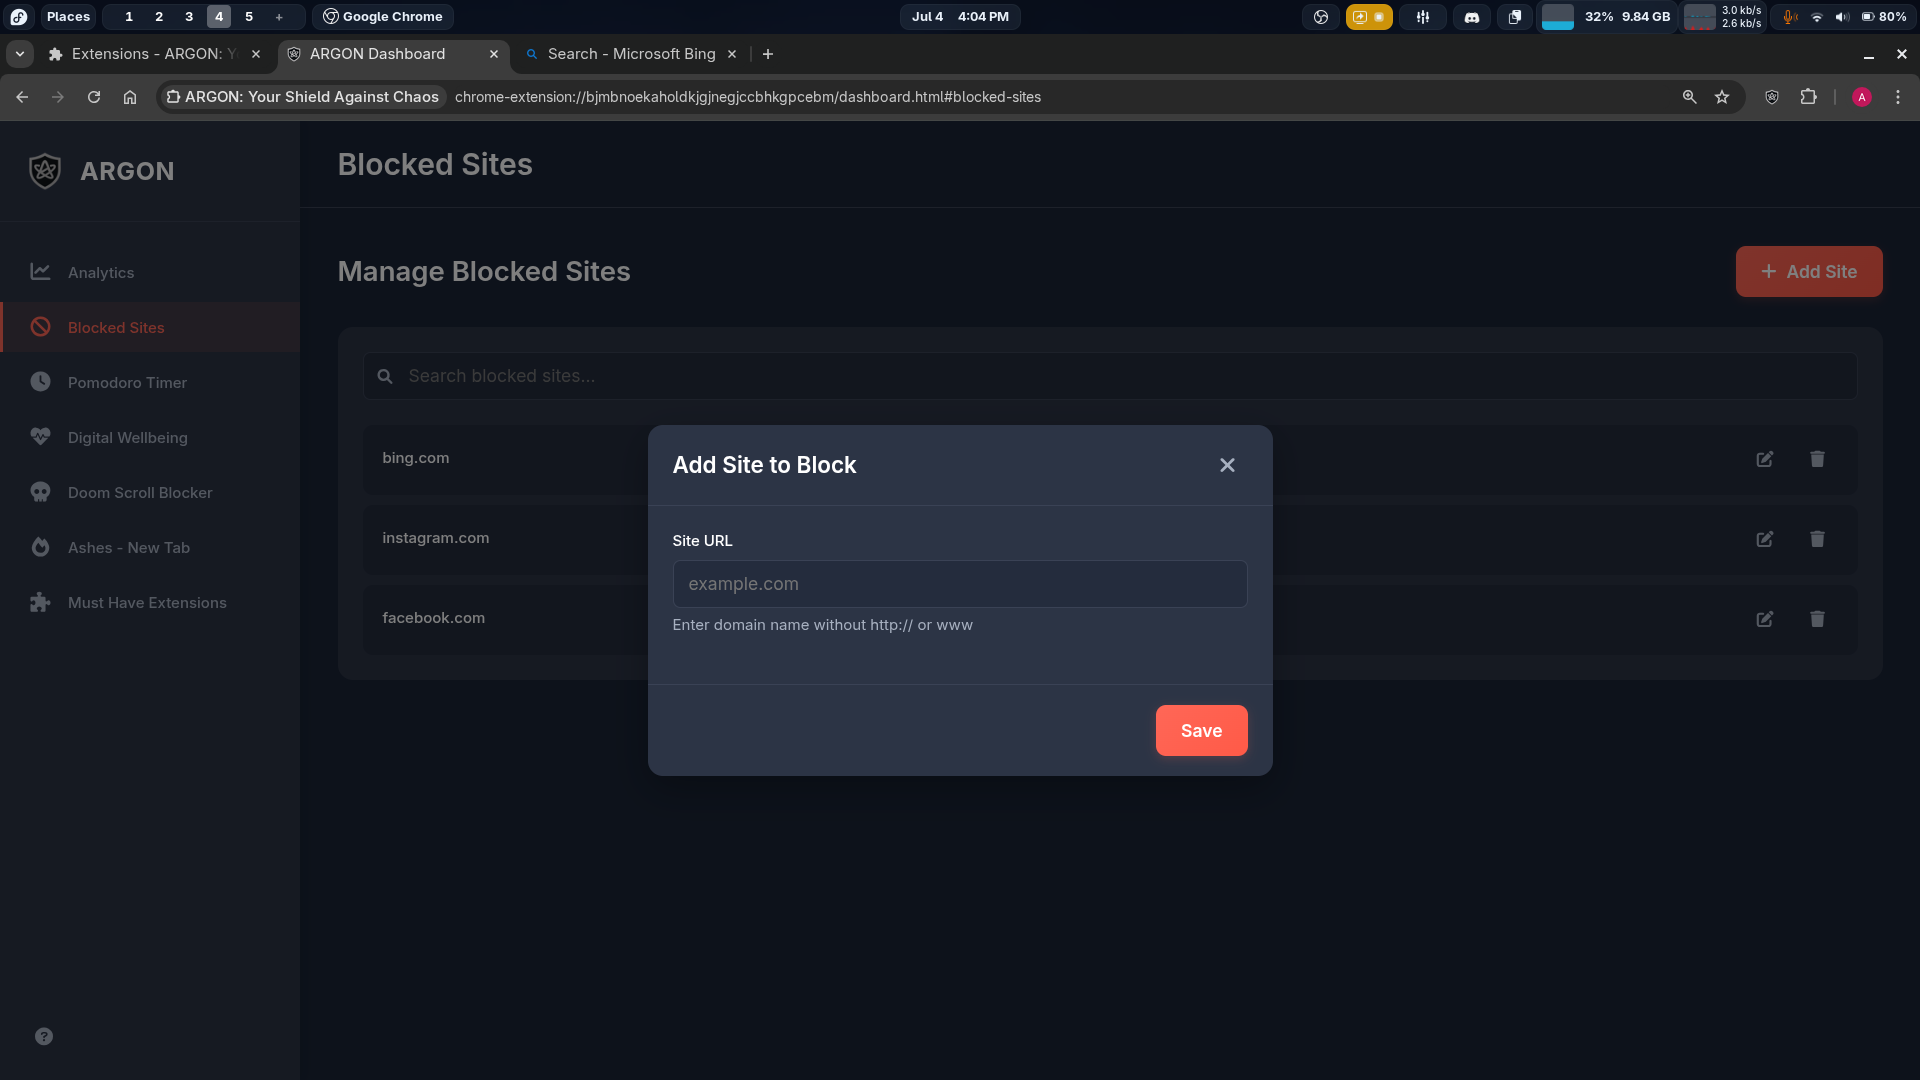 Places 1 2 3 4 5 + Google Chrome Jul 4 4:04 PM 32% 9.84 GB 3.0 kb/s 2.6 kb/s 80%
Extensions - ARGON: Y ARGON Dashboard Search - Microsoft Bing
ARGON: Your Shield Against Chaos chrome-extension://bjmbnoekaholdkjgjnegjccbhkgpcebm/dashboard.html#blocked-sites A
ARGON
Analytics
Blocked Sites
Pomodoro Timer
Digital Wellbeing
Doom Scroll Blocker
Ashes - New Tab
Must Have Extensions
?
Blocked Sites
Manage Blocked Sites
+ Add Site
Search blocked sites...
bing.com
instagram.com
facebook.com
Add Site to Block
Site URL
example.com
Enter domain name without http:// or www
Save